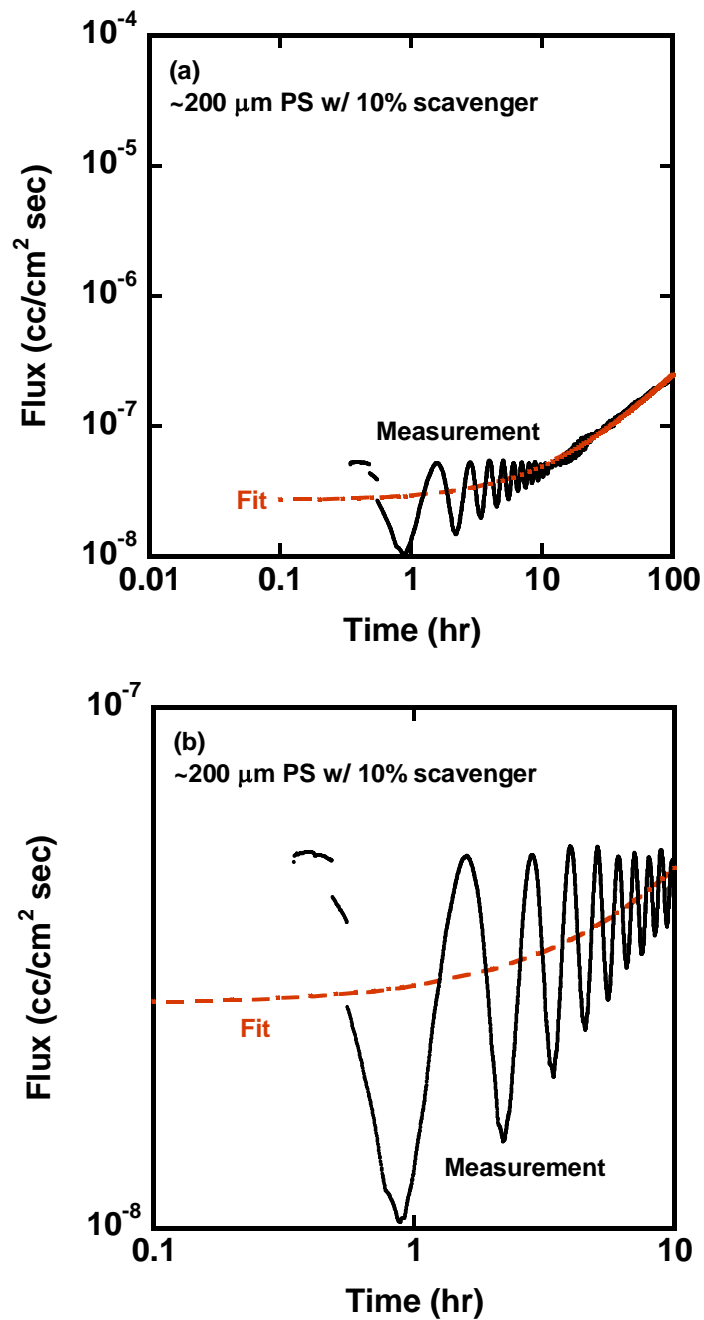 10⁻⁴
(a)
~200 μm PS w/ 10% scavenger
10⁻⁵
10⁻⁶
10⁻⁷
10⁻⁸
Flux (cc/cm² sec)
Measurement
Fit
0.01 0.1 1 10 100
Time (hr)
10⁻⁷
(b)
~200 μm PS w/ 10% scavenger
Flux (cc/cm² sec)
Fit
Measurement
10⁻⁸
0.1 1 10
Time (hr)